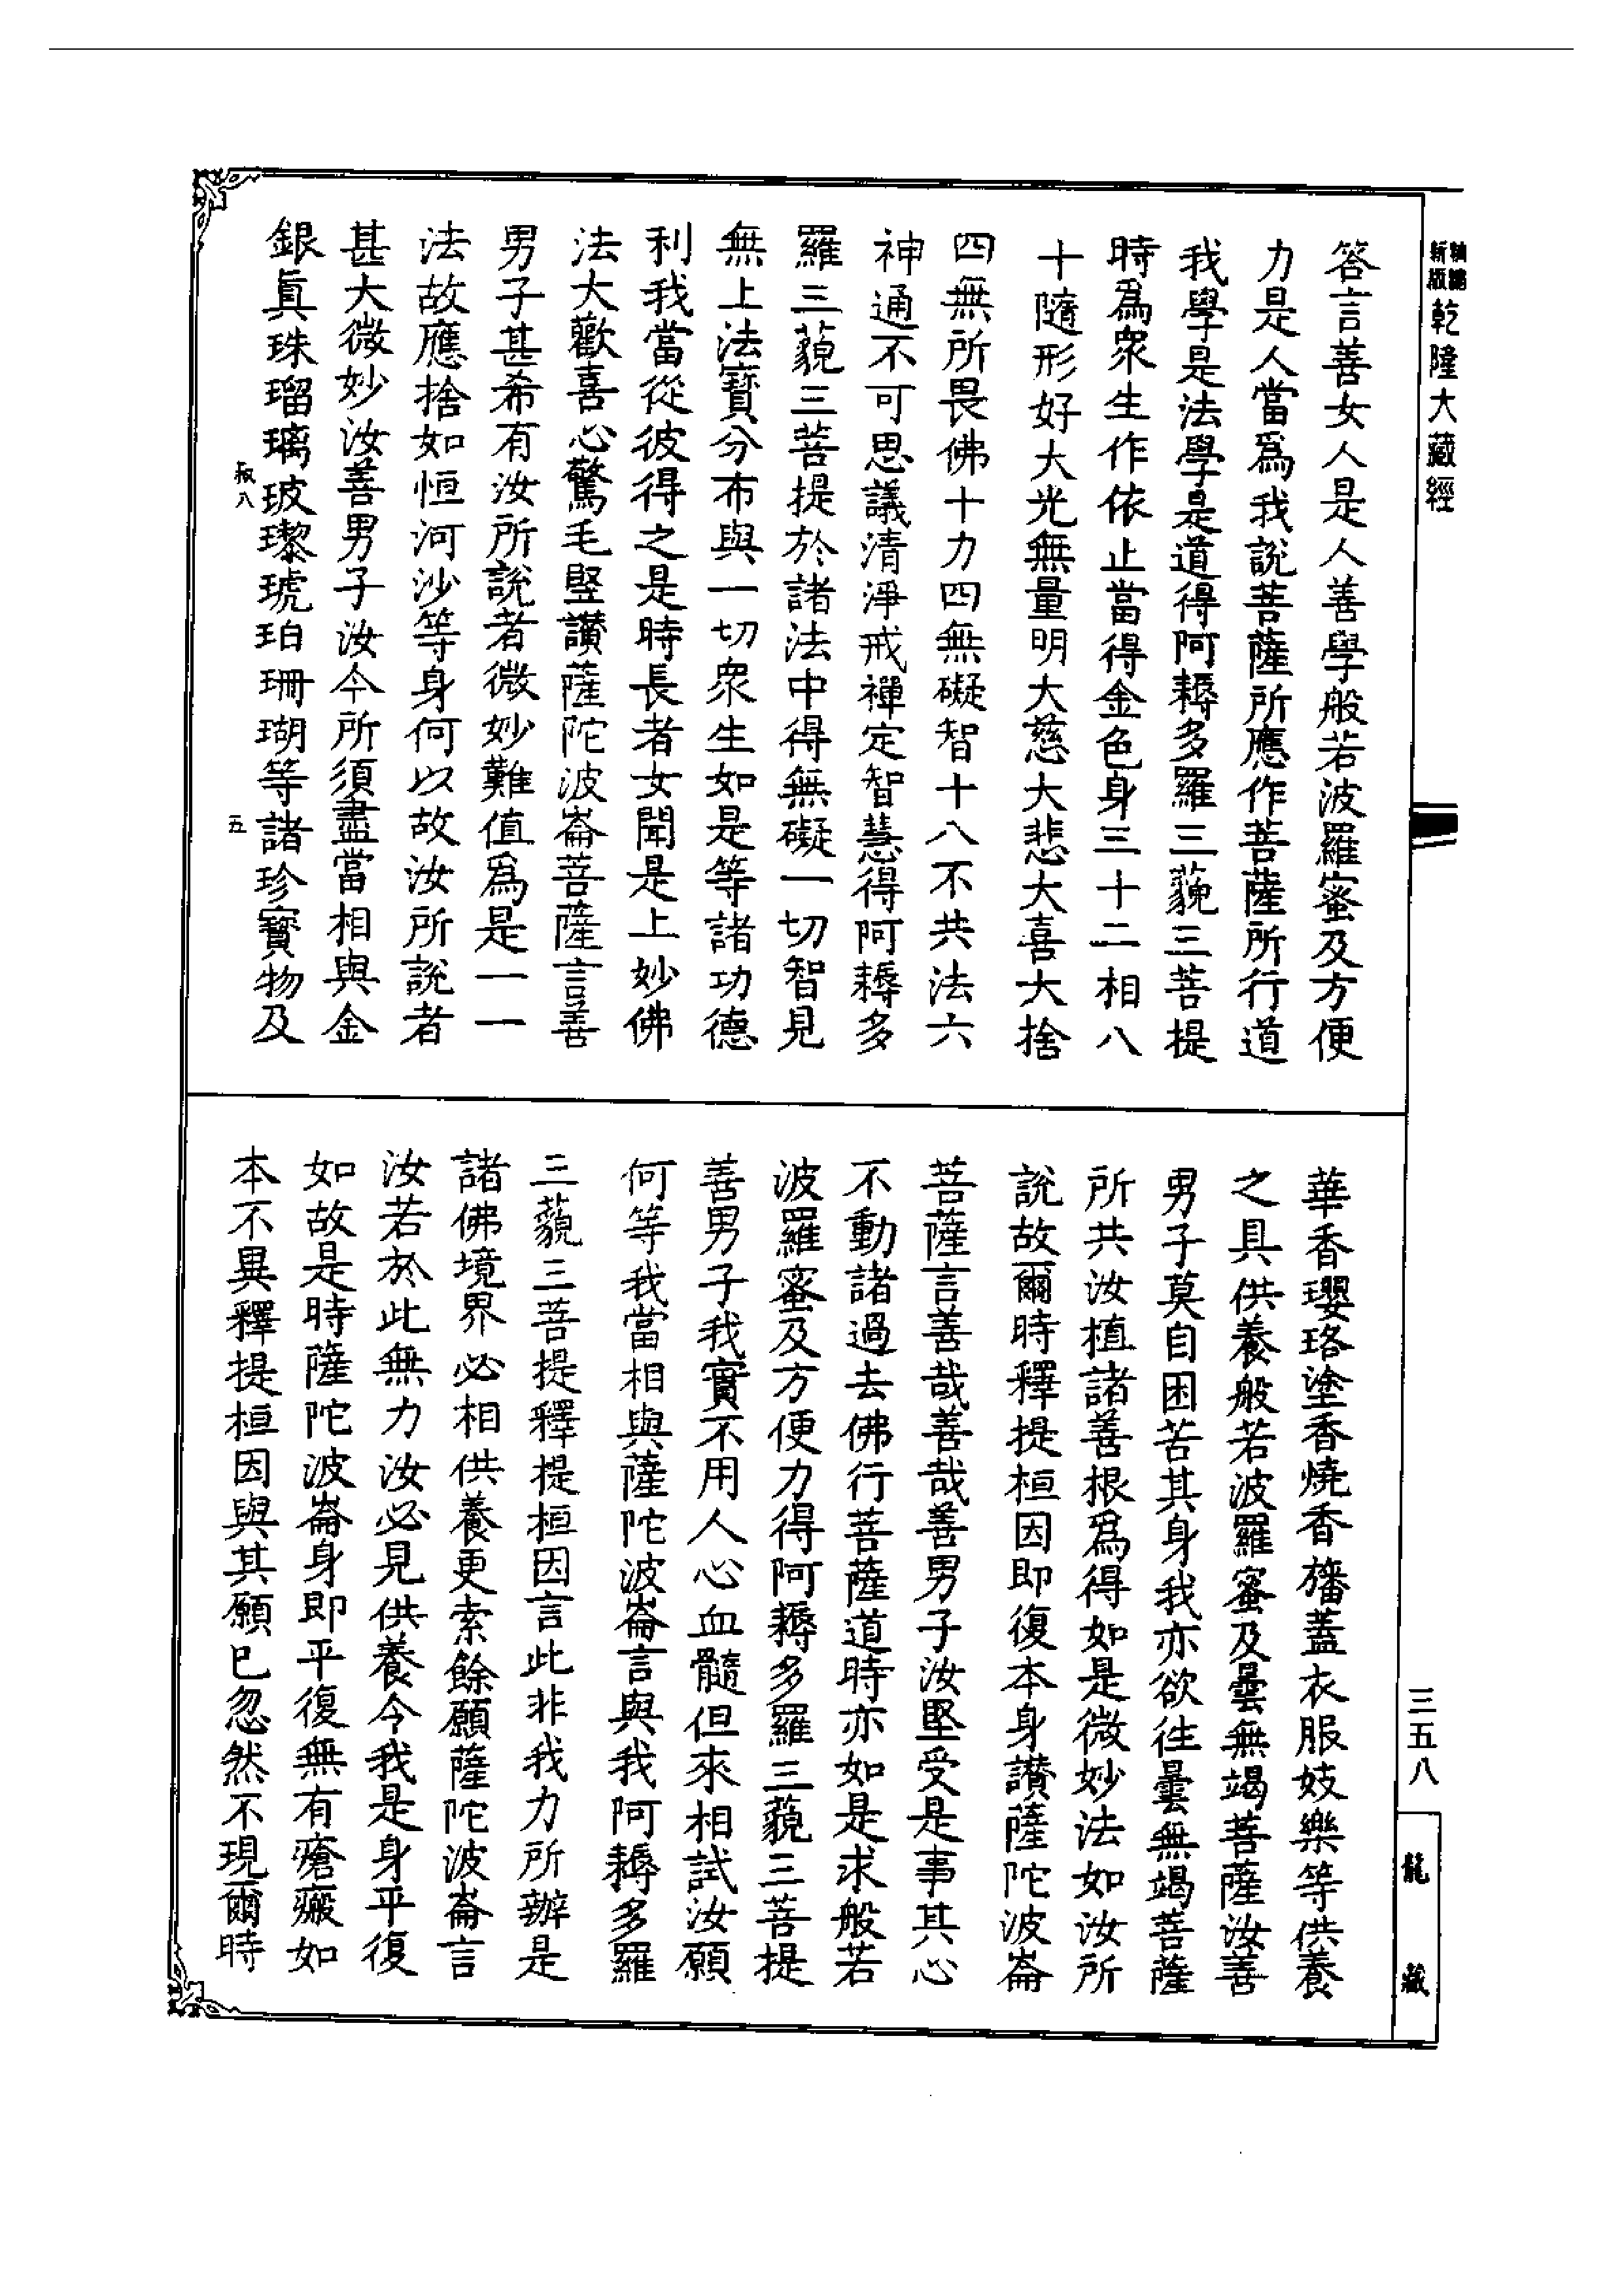 新版精編乾隆大藏經
答言善女人是人善學般若波羅蜜及方便
力是人當爲我說菩薩所應作菩薩所行道
我學是法學是道得阿耨多羅三藐三菩提
時爲衆生作依止當得金色身三十二相八
十隨形好大光無量明大慈大悲大喜大捨
四無所畏佛十力四無礙智十八不共法六
神通不可思議清淨戒禪定智慧得阿耨多
羅三藐三菩提於諸法中得無礙一切智見
無上法寶分布與一切衆生如是等諸功德
利我當從彼得之是時長者女聞是上妙佛
法大歡喜心驚毛竪讃薩陀波崙菩薩言善
男子甚希有汝所說者微妙難值爲是一一
法故應捨如恒河沙等身何以故汝所說者
甚大微妙汝善男子汝今所須盡當相與金
銀眞珠瑠璃玻瓈琥珀珊瑚等諸珍寶物及
叔八
五
華香瓔珞塗香燒香旛蓋衣服妓樂等供養
之具供養般若波羅蜜及曇無竭菩薩汝善
男子莫自困苦其身我亦欲往曇無竭菩薩
所共汝植諸善根爲得如是微妙法如汝所
說故爾時釋提桓因即復本身讃薩陀波崙
菩薩言善哉善哉善男子汝堅受是事其心
不動諸過去佛行菩薩道時亦如是求般若
波羅蜜及方便力得阿耨多羅三藐三菩提
善男子我實不用人心血髓但來相試汝願
何等我當相與薩陀波崙言與我阿耨多羅
三藐三菩提釋提桓因言此非我力所辦是
諸佛境界必相供養更索餘願薩陀波崙言
汝若於此無力汝必見供養今我是身平復
如故是時薩陀波崙身即平復無有瘡瘢如
本不異釋提桓因與其願已忽然不現爾時
三五八
龍藏